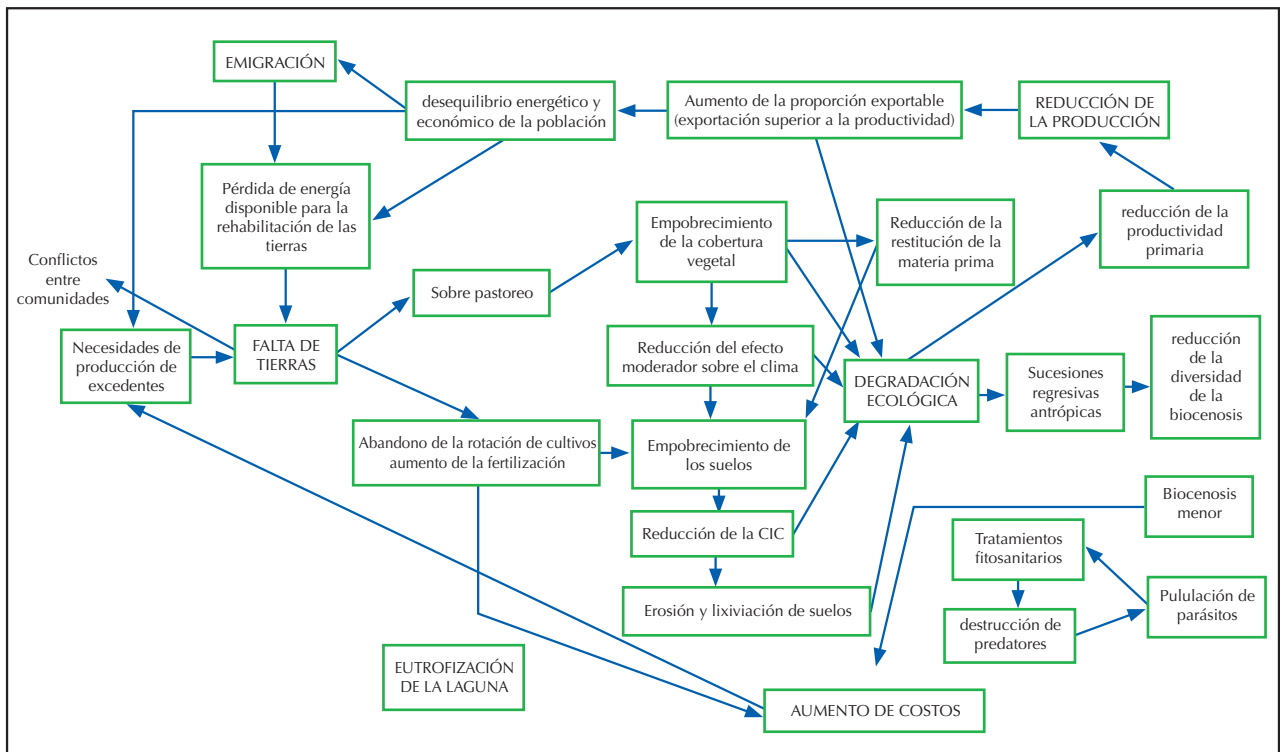 EMIGRACIÓN
desequilibrio energético y
económico de la población
Aumento de la proporción exportable
(exportación superior a la productividad)
REDUCCIÓN DE
LA PRODUCCIÓN
Pérdida de energía
disponible para la
rehabilitación de las
tierras
Empobrecimiento
de la cobertura
vegetal
Reducción de la
restitución de la
materia prima
reducción de la
productividad
primaria
Conflictos
entre
comunidades
Sobre pastoreo
Necesidades de
producción de
excedentes
FALTA DE
TIERRAS
Reducción del efecto
moderador sobre el clima
DEGRADACIÓN
ECOLÓGICA
Sucesiones
regresivas
antrópicas
reducción
de la
diversidad
de la
biocenosis
Abandono de la rotación de cultivos
aumento de la fertilización
Empobrecimiento de
los suelos
Reducción de la CIC
Biocenosis
menor
Tratamientos
fitosanitarios
Erosión y lixiviación de suelos
destrucción de
predatores
Pululación de
parásitos
EUTROFIZACIÓN
DE LA LAGUNA
AUMENTO DE COSTOS